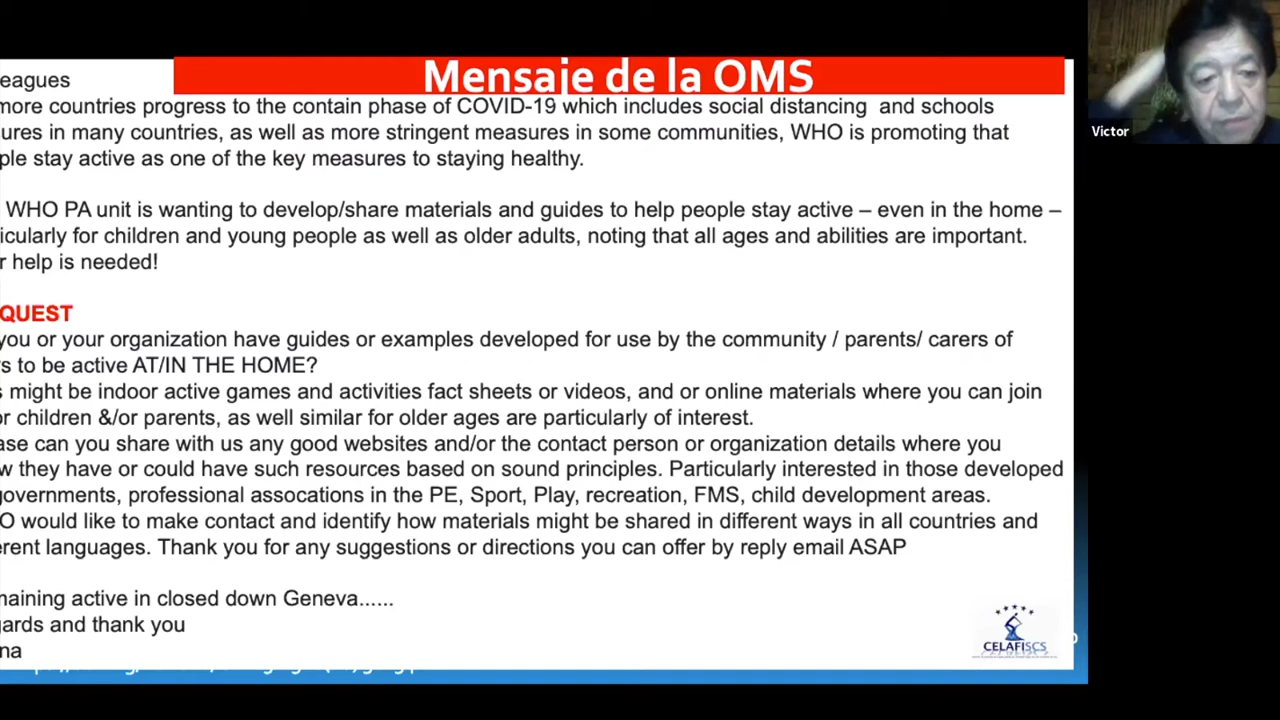 Mensaje de la OMS
eagues
more countries progress to the contain phase of COVID-19 which includes social distancing and schools
ures in many countries, as well as more stringent measures in some communities, WHO is promoting that
ple stay active as one of the key measures to staying healthy.
WHO PA unit is wanting to develop/share materials and guides to help people stay active – even in the home –
icularly for children and young people as well as older adults, noting that all ages and abilities are important.
r help is needed!
QUEST
you or your organization have guides or examples developed for use by the community / parents/ carers of
s to be active AT/IN THE HOME?
s might be indoor active games and activities fact sheets or videos, and or online materials where you can join
or children &/or parents, as well similar for older ages are particularly of interest.
ase can you share with us any good websites and/or the contact person or organization details where you
w they have or could have such resources based on sound principles. Particularly interested in those developed
governments, professional assocations in the PE, Sport, Play, recreation, FMS, child development areas.
O would like to make contact and identify how materials might be shared in different ways in all countries and
erent languages. Thank you for any suggestions or directions you can offer by reply email ASAP
maining active in closed down Geneva......
gards and thank you
na
CELAFISCS
Victor